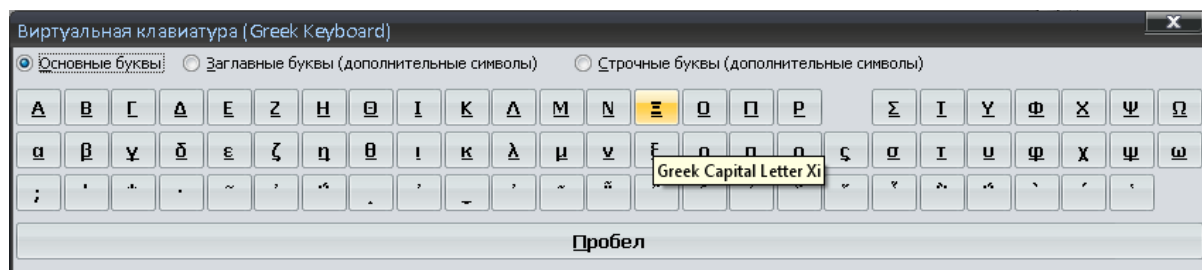 Виртуальная клавиатура (Greek Keyboard)
Основные буквы Заглавные буквы (дополнительные символы) Строчные буквы (дополнительные символы)
Α Β Γ Δ Ε Ζ Η Θ Ι Κ Λ Μ Ν Ξ Ο Π Ρ Σ Τ Υ Φ Χ Ψ Ω
α β γ δ ε ζ η θ ι κ λ μ ν ξ ο π ρ ς σ τ υ φ χ ψ ω
Greek Capital Letter Xi
;
Пробел